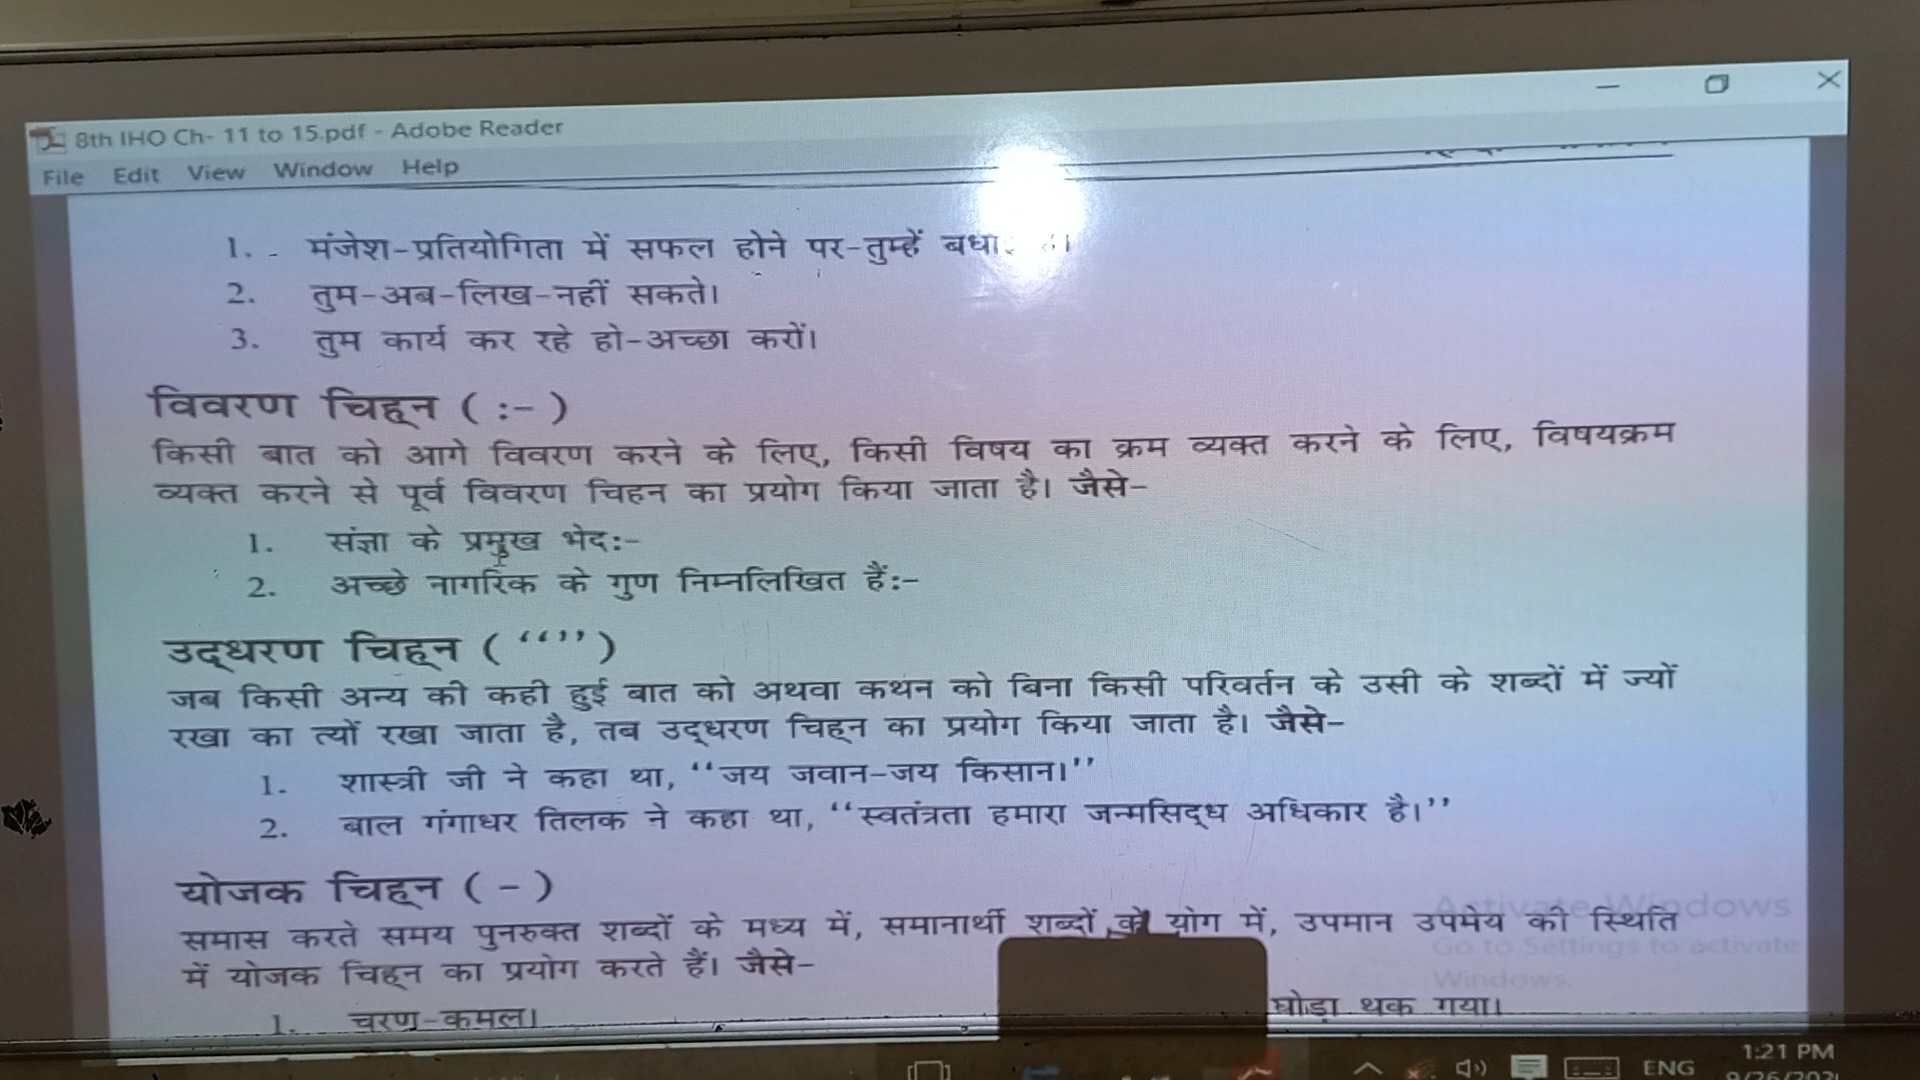 8th IHO Ch- 11 to 15.pdf - Adobe Reader
File Edit View Window Help
1. मंजेश-प्रतियोगिता में सफल होने पर-तुम्हें
2. तुम-अब-लिख-नहीं सकते।
3. तुम कार्य कर रहे हो-अच्छा करों।
विवरण चिह्न ( :- )
किसी बात को आगे विवरण करने के लिए, किसी विषय का क्रम व्यक्त करने के लिए, विषयक्रम
व्यक्त करने से पूर्व विवरण चिहन का प्रयोग किया जाता है। जैसे-
1. संज्ञा के प्रमुख भेद:-
2. अच्छे नागरिक के गुण निम्नलिखित हैं:-
उद्धरण चिह्न ( “” )
जब किसी अन्य की कही हुई बात को अथवा कथन को बिना किसी परिवर्तन के उसी के शब्दों में ज्यों
रखा का त्यों रखा जाता है, तब उद्धरण चिह्न का प्रयोग किया जाता है। जैसे-
1. शास्त्री जी ने कहा था, “जय जवान-जय किसान।”
2. बाल गंगाधर तिलक ने कहा था, “स्वतंत्रता हमारा जन्मसिद्ध अधिकार है।”
योजक चिह्न ( - )
समास करते समय पुनरुक्त शब्दों के मध्य में, समानार्थी शब्दों के योग में, उपमान उपमेय की स्थिति
में योजक चिह्न का प्रयोग करते हैं। जैसे-
1. चरण-कमल।
घोड़ा थक गया।
Activate Windows
Go to Settings to activate
Windows.
ENG
1:21 PM